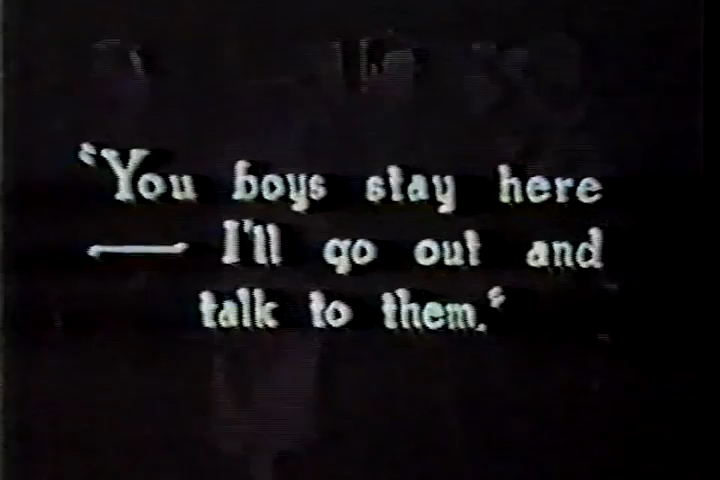 "You boys stay here
— I'll go out and
talk to them."